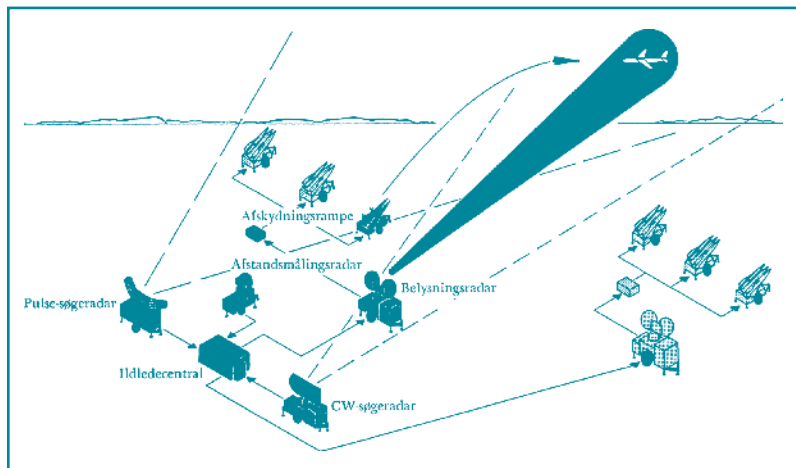 Afskydningsrampe
Afstandsmålingsradar
Belysningsradar
Pulse-søgeradar
Ildledecentral
CW-søgeradar